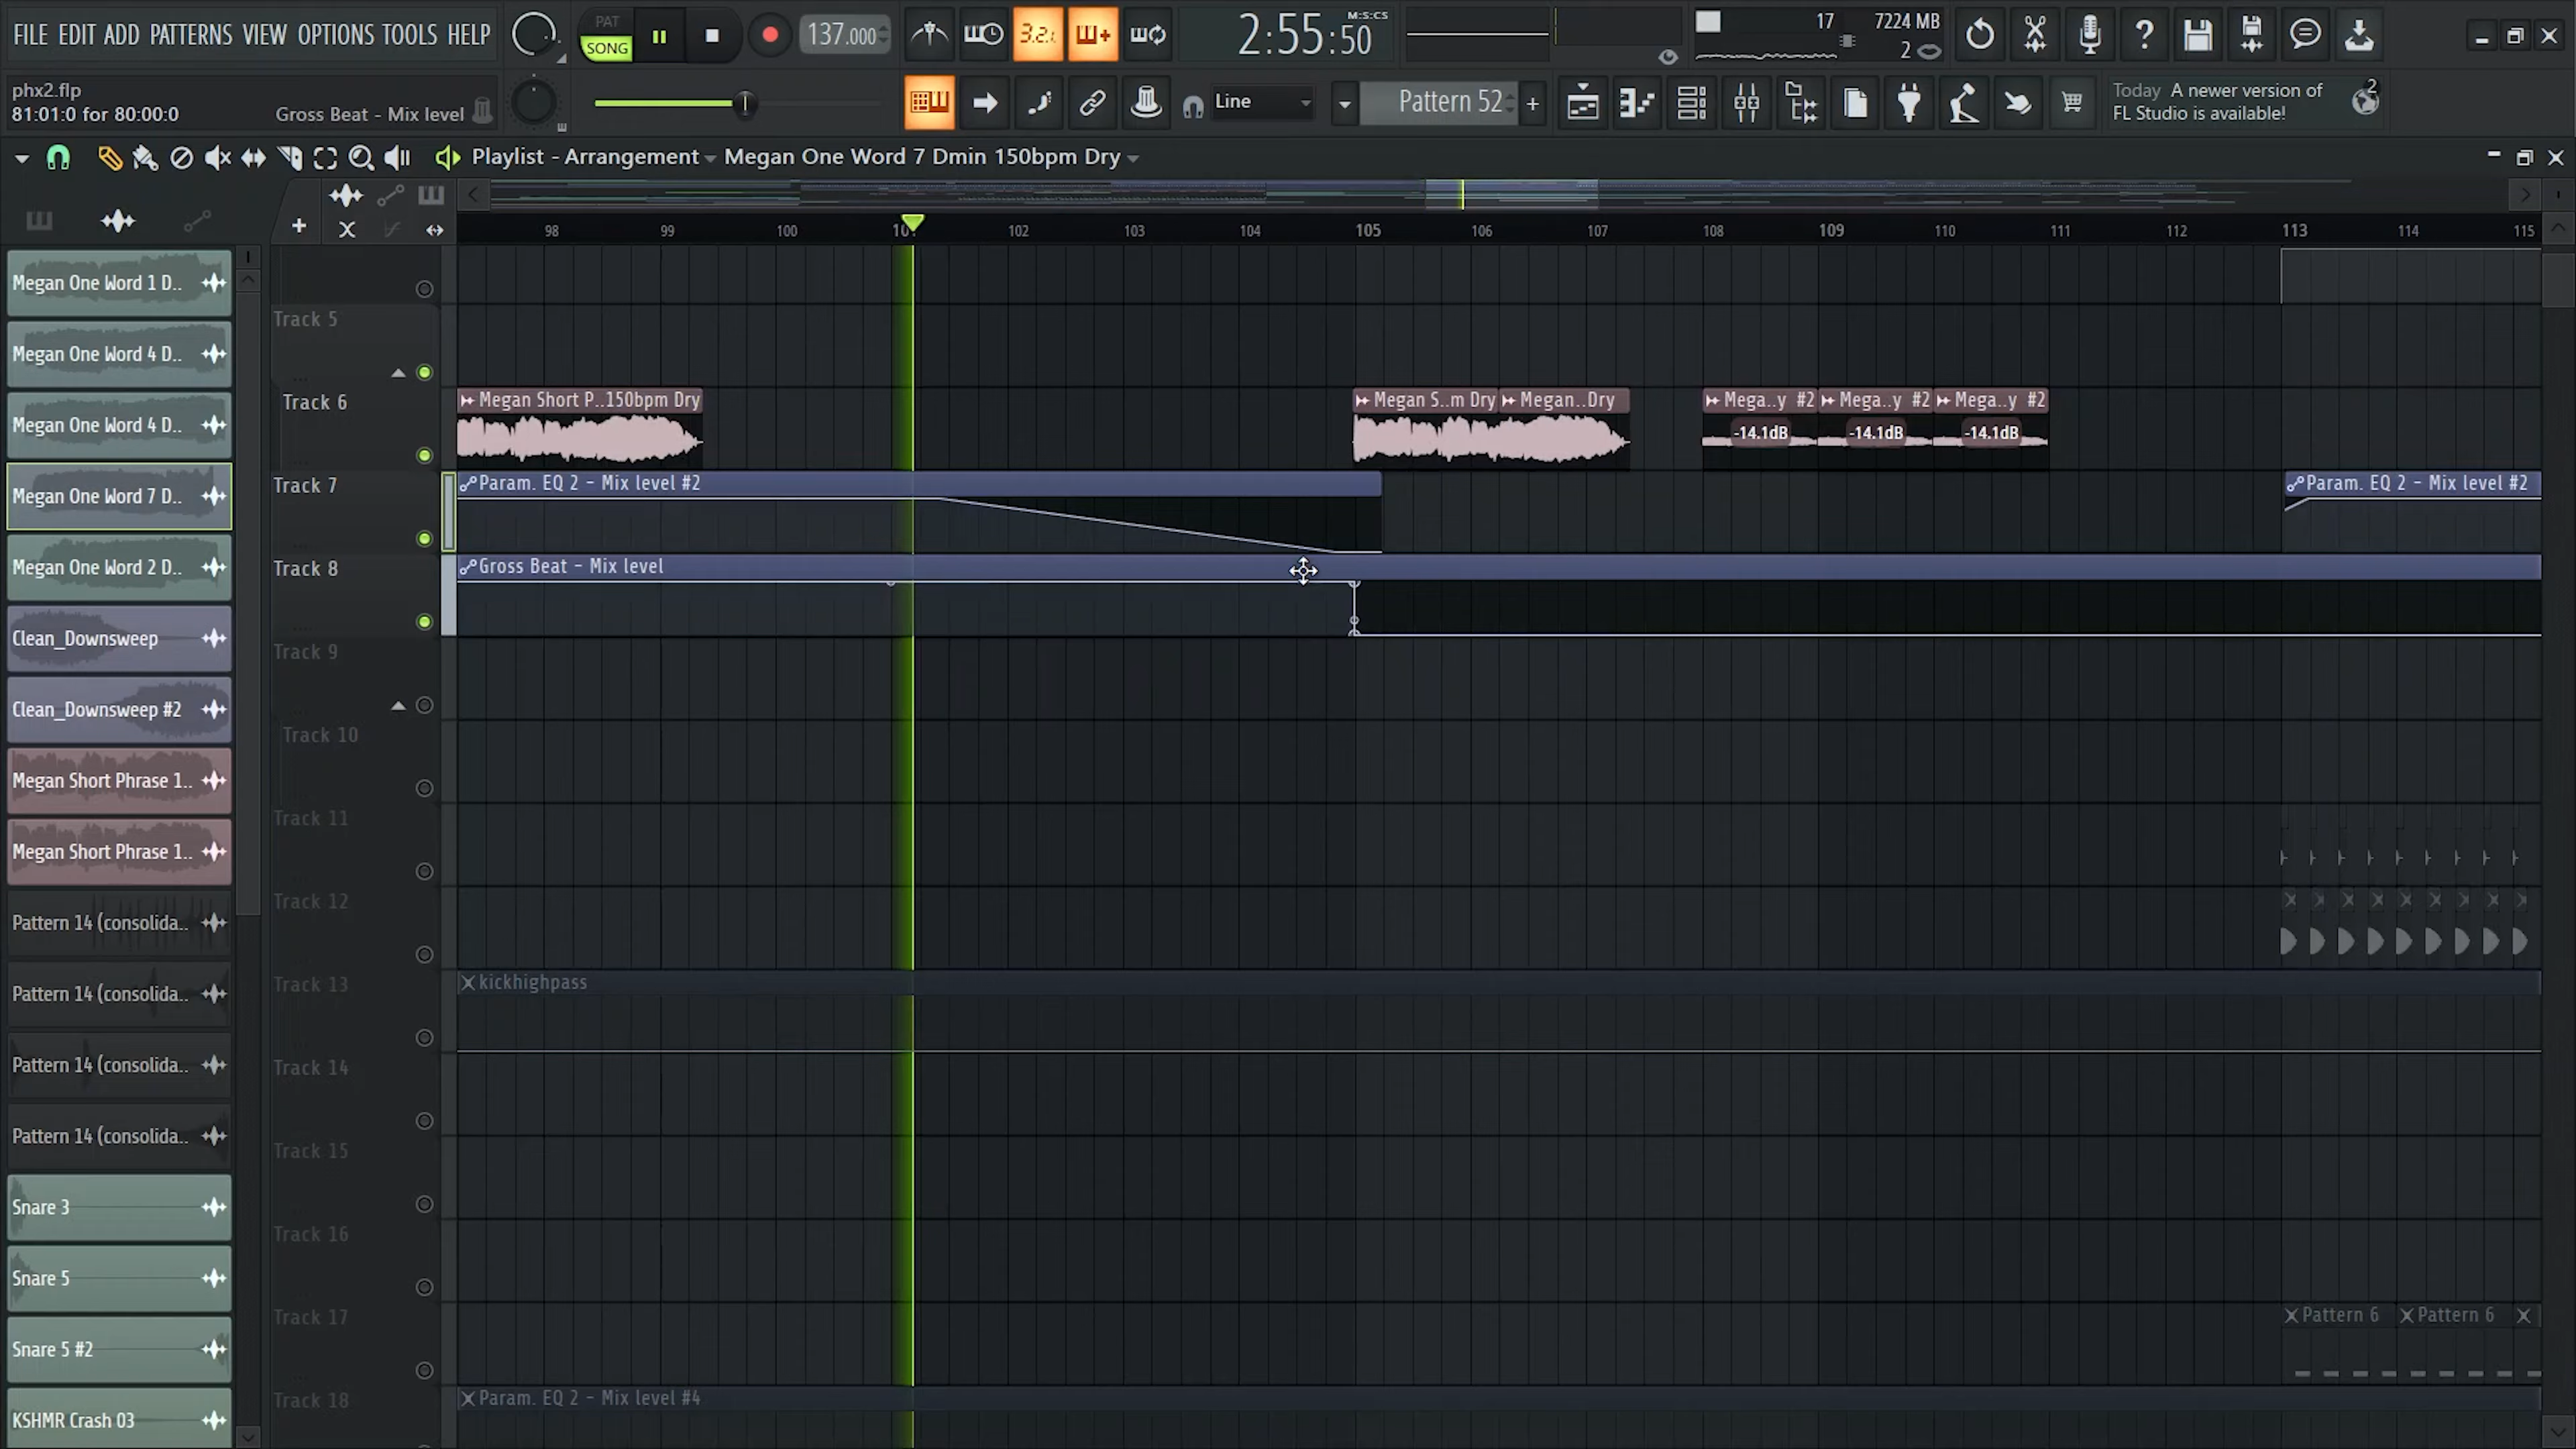 FILE EDIT ADD PATTERNS VIEW OPTIONS TOOLS HELP
PAT
SONG
137.000
3.2.1
2:55:50
M:S:CS
17
7224 MB
2
phx2.flp
81:01:0 for 80:00:0
Gross Beat - Mix level
Line
Pattern 52
+
Today A newer version of
FL Studio is available!
2
Playlist - Arrangement
Megan One Word 7 Dmin 150bpm Dry
98 99 100 102 103 104 105 106 107 108 109 110 111 112 113 114 115
Megan One Word 1 D..
Megan One Word 4 D..
Megan One Word 4 D..
Megan One Word 7 D..
Megan One Word 2 D..
Clean_Downsweep
Clean_Downsweep #2
Megan Short Phrase 1..
Megan Short Phrase 1..
Pattern 14 (consolida..
Pattern 14 (consolida..
Pattern 14 (consolida..
Pattern 14 (consolida..
Snare 3
Snare 5
Snare 5 #2
KSHMR Crash 03
Track 5
Track 6
Megan Short P..150bpm Dry
Megan S..m Dry
Megan..Dry
Mega..y #2
Mega..y #2
Mega..y #2
-14.1dB
-14.1dB
-14.1dB
Track 7
Param. EQ 2 - Mix level #2
Param. EQ 2 - Mix level #2
Track 8
Gross Beat - Mix level
Track 9
Track 10
Track 11
Track 12
Track 13
kickhighpass
Track 14
Track 15
Track 16
Track 17
Pattern 6
Pattern 6
Track 18
Param. EQ 2 - Mix level #4